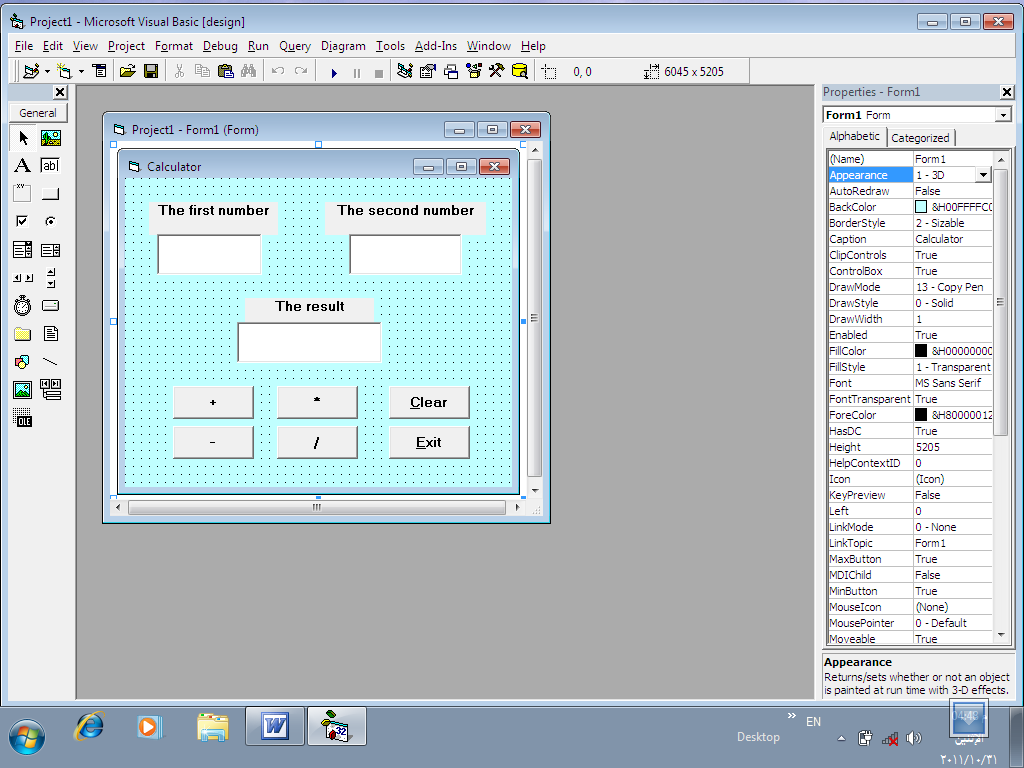 Project1 - Microsoft Visual Basic [design]
File Edit View Project Format Debug Run Query Diagram Tools Add-Ins Window Help
0, 0 6045 x 5205
General
A ab|
xy
OLE
Project1 - Form1 (Form)
Calculator
The first number The second number
The result
+ * Clear
- / Exit
Properties - Form1
Form1 Form
Alphabetic Categorized
(Name) Form1
Appearance 1 - 3D
AutoRedraw False
BackColor &H00FFFFC0
BorderStyle 2 - Sizable
Caption Calculator
ClipControls True
ControlBox True
DrawMode 13 - Copy Pen
DrawStyle 0 - Solid
DrawWidth 1
Enabled True
FillColor &H00000000
FillStyle 1 - Transparent
Font MS Sans Serif
FontTransparent True
ForeColor &H80000012
HasDC True
Height 5205
HelpContextID 0
Icon (Icon)
KeyPreview False
Left 0
LinkMode 0 - None
LinkTopic Form1
MaxButton True
MDIChild False
MinButton True
MouseIcon (None)
MousePointer 0 - Default
Moveable True
Appearance
Returns/sets whether or not an object
is painted at run time with 3-D effects.
W 32
Desktop » EN
04:43
الإثنين
٢٠١١/١٠/٣١